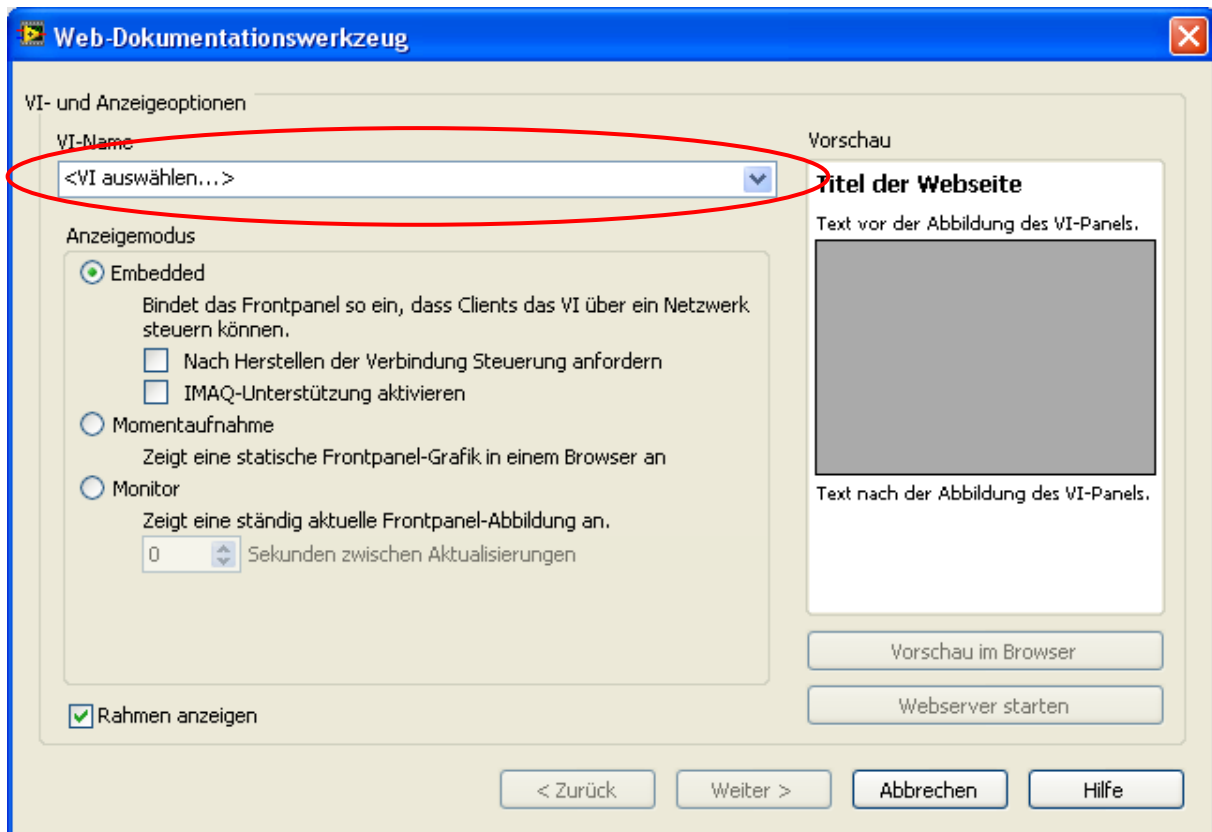 Web-Dokumentationswerkzeug
VI- und Anzeigeoptionen
VI-Name
<VI auswählen...>
Anzeigemodus
Embedded
Bindet das Frontpanel so ein, dass Clients das VI über ein Netzwerk
steuern können.
Nach Herstellen der Verbindung Steuerung anfordern
IMAQ-Unterstützung aktivieren
Momentaufnahme
Zeigt eine statische Frontpanel-Grafik in einem Browser an
Monitor
Zeigt eine ständig aktuelle Frontpanel-Abbildung an.
0 Sekunden zwischen Aktualisierungen
Rahmen anzeigen
Vorschau
Titel der Webseite
Text vor der Abbildung des VI-Panels.
Text nach der Abbildung des VI-Panels.
Vorschau im Browser
Webserver starten
< Zurück Weiter > Abbrechen Hilfe